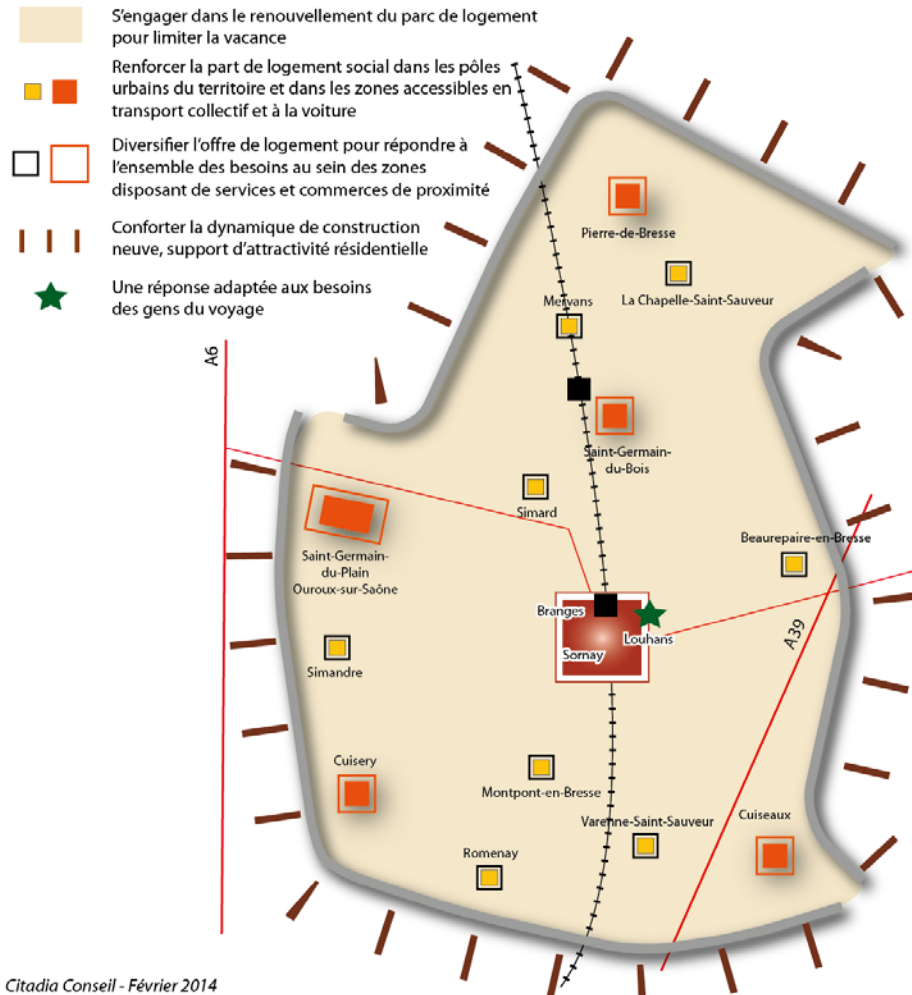 S'engager dans le renouvellement du parc de logement
pour limiter la vacance
Renforcer la part de logement social dans les pôles
urbains du territoire et dans les zones accessibles en
transport collectif et à la voiture
Diversifier l'offre de logement pour répondre à
l'ensemble des besoins au sein des zones
disposant de services et commerces de proximité
Conforter la dynamique de construction
neuve, support d'attractivité résidentielle
Une réponse adaptée aux besoins
des gens du voyage
Pierre-de-Bresse
La Chapelle-Saint-Sauveur
Mervans
A6
Saint-Germain-
du-Bois
Simard
Beaurepaire-en-Bresse
Saint-Germain-
du-Plain
Ouroux-sur-Saône
Branges
Louhans
Sornay
A39
Simandre
Cuisery
Montpont-en-Bresse
Varenne-Saint-Sauveur
Cuiseaux
Romenay
Citadia Conseil - Février 2014